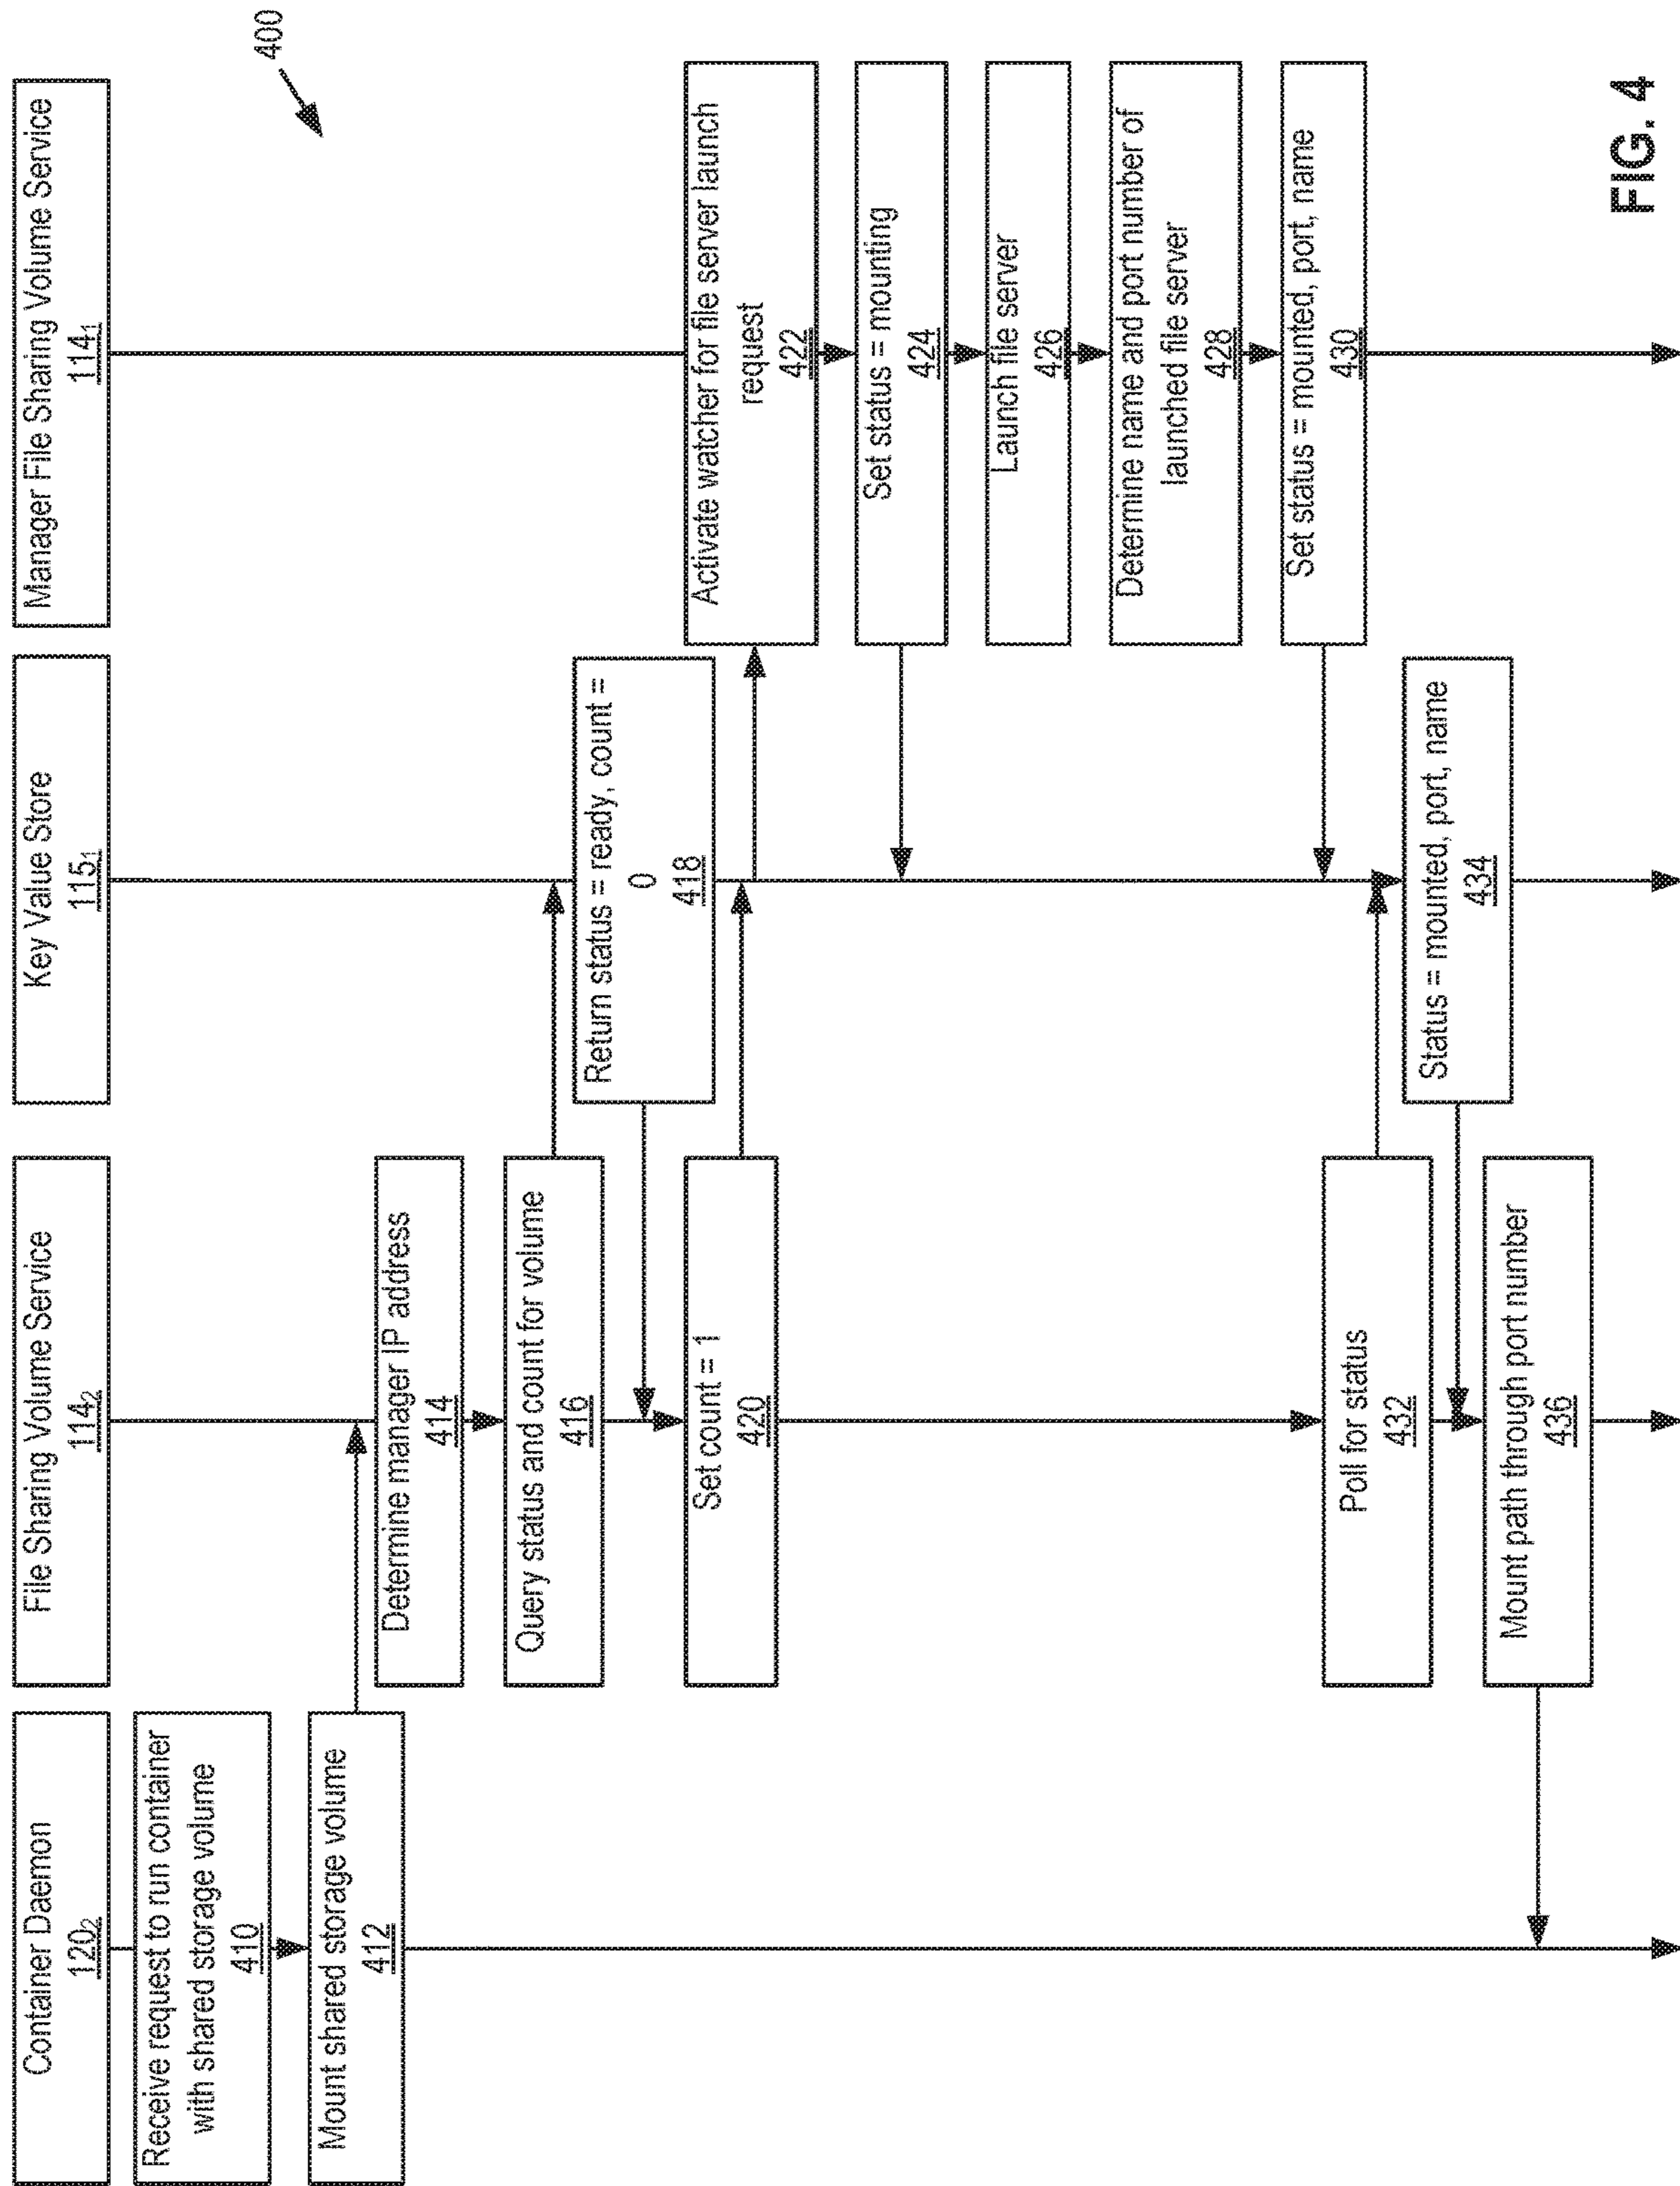 Container Daemon
120₂
File Sharing Volume Service
114₂
Key Value Store
115₁
Manager File Sharing Volume Service
114₁
400
Receive request to run container
with shared storage volume
410
Mount shared storage volume
412
Determine manager IP address
414
Query status and count for volume
416
Return status = ready, count =
0
418
Set count = 1
420
Activate watcher for file server launch
request
422
Set status = mounting
424
Launch file server
426
Determine name and port number of
launched file server
428
Set status = mounted, port, name
430
Poll for status
432
Status = mounted, port, name
434
Mount path through port number
436
FIG. 4